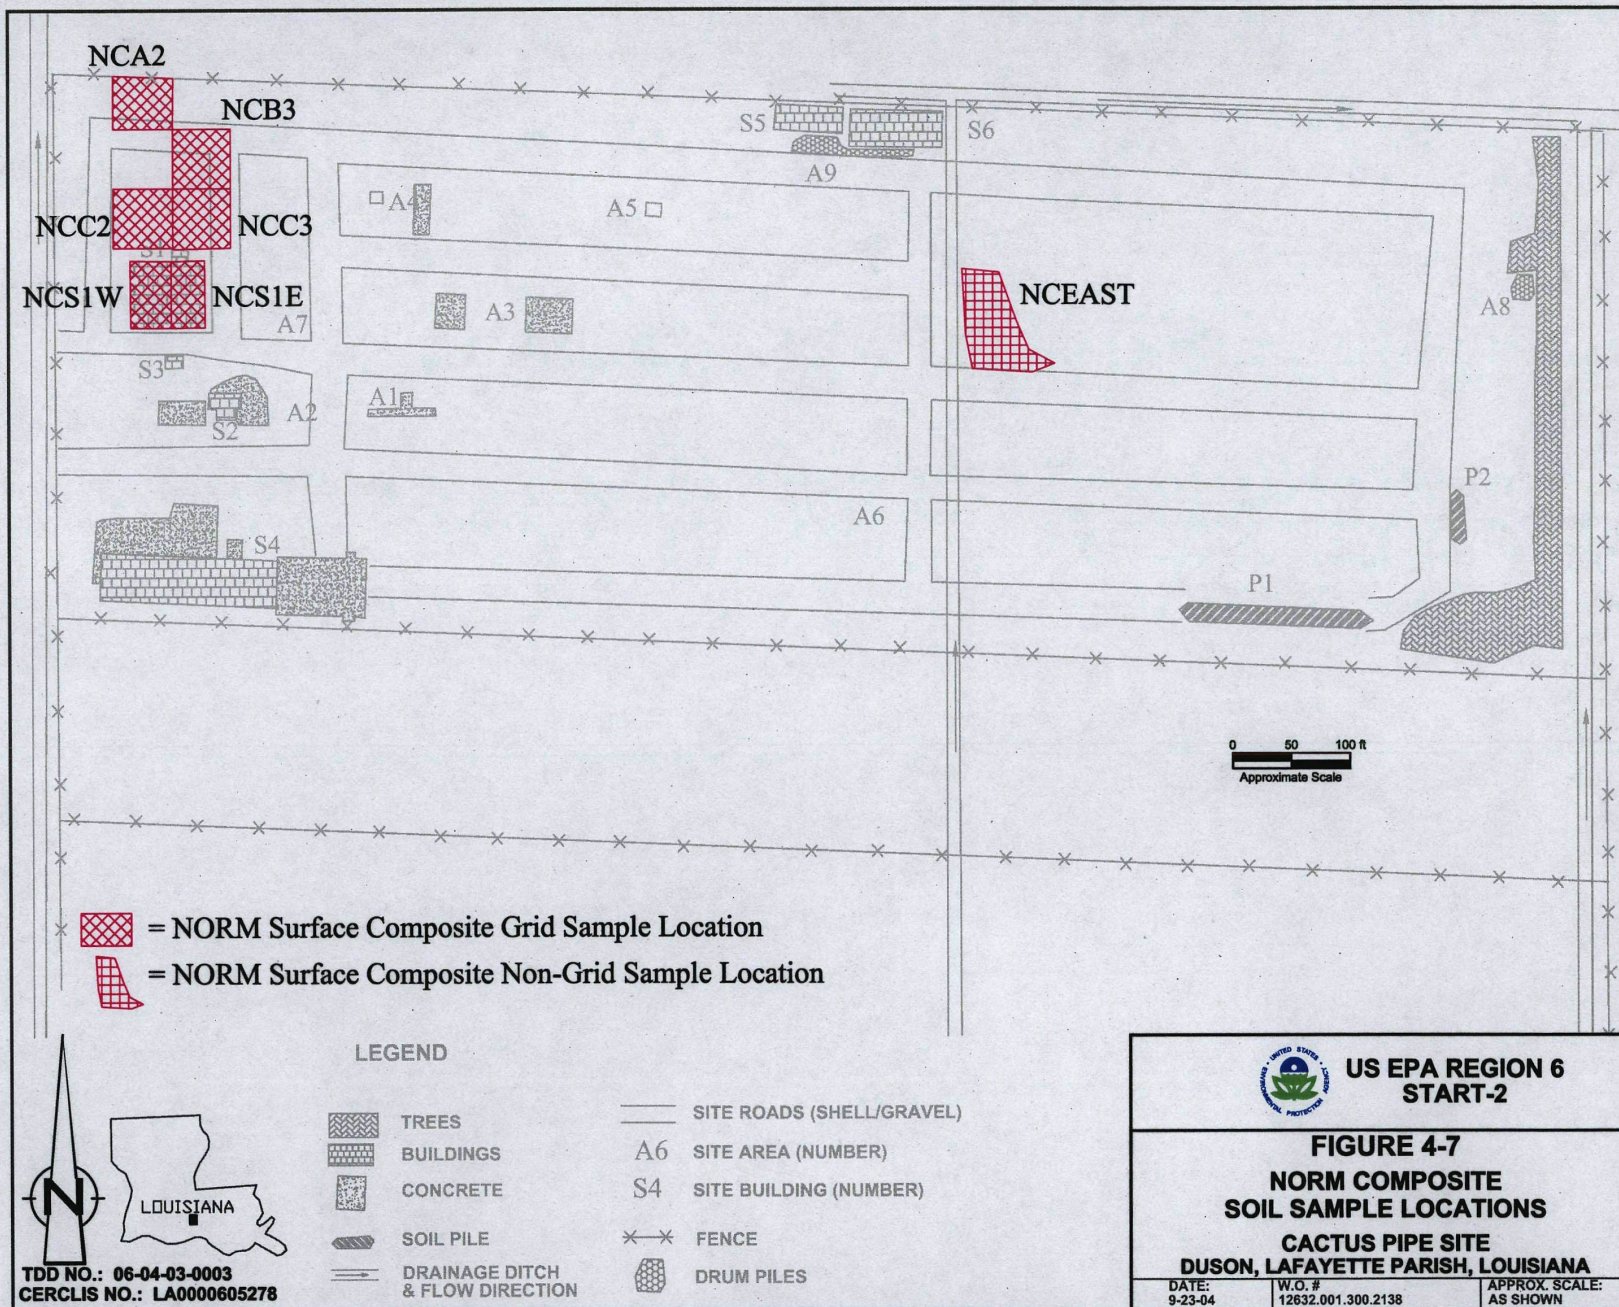 NCA2
NCB3
S5
S6
A9
NCC2
NCC3
A4
A5
S1
NCS1W
NCS1E
A7
A3
NCEAST
A8
S3
A2
S2
A1
A6
P2
S4
P1
0 50 100 ft
Approximate Scale
= NORM Surface Composite Grid Sample Location
= NORM Surface Composite Non-Grid Sample Location
LEGEND
TREES
BUILDINGS
CONCRETE
SOIL PILE
DRAINAGE DITCH
& FLOW DIRECTION
SITE ROADS (SHELL/GRAVEL)
A6 SITE AREA (NUMBER)
S4 SITE BUILDING (NUMBER)
FENCE
DRUM PILES
N
LOUISIANA
TDD NO.: 06-04-03-0003
CERCLIS NO.: LA0000605278
UNITED STATES
ENVIRONMENTAL PROTECTION AGENCY
US EPA REGION 6
START-2
FIGURE 4-7
NORM COMPOSITE
SOIL SAMPLE LOCATIONS
CACTUS PIPE SITE
DUSON, LAFAYETTE PARISH, LOUISIANA
DATE:
9-23-04
W.O. #
12632.001.300.2138
APPROX. SCALE:
AS SHOWN